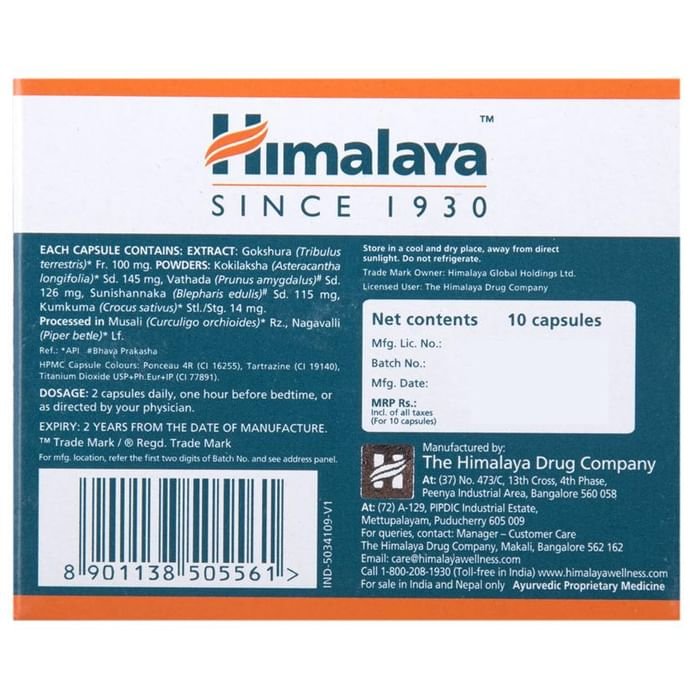 Himalaya™
SINCE 1930
EACH CAPSULE CONTAINS: EXTRACT: Gokshura (Tribulus
terrestris)* Fr. 100 mg. POWDERS: Kokilaksha (Asteracantha
longifolia)* Sd. 145 mg, Vathada (Prunus amygdalus)# Sd.
126 mg, Sunishannaka (Blepharis edulis)# Sd. 115 mg,
Kumkuma (Crocus sativus)* Stl./Stg. 14 mg.
Processed in Musali (Curculigo orchioides)* Rz., Nagavalli
(Piper betle)* Lf.
Ref.: *API #Bhava Prakasha
HPMC Capsule Colours: Ponceau 4R (CI 16255), Tartrazine (CI 19140),
Titanium Dioxide USP+Ph.Eur+IP (CI 77891).
DOSAGE: 2 capsules daily, one hour before bedtime, or
as directed by your physician.
EXPIRY: 2 YEARS FROM THE DATE OF MANUFACTURE.
™ Trade Mark / ® Regd. Trade Mark
For mfg. location, refer the first two digits of Batch No. and see address panel.
8 901138 505561 >
IND-5034109-V1
Store in a cool and dry place, away from direct
sunlight. Do not refrigerate.
Trade Mark Owner: Himalaya Global Holdings Ltd.
Licensed User: The Himalaya Drug Company
Net contents 10 capsules
Mfg. Lic. No.:
Batch No.:
Mfg. Date:
MRP Rs.:
Incl. of all taxes
(For 10 capsules)
Manufactured by:
The Himalaya Drug Company
At: (37) No. 473/C, 13th Cross, 4th Phase,
Peenya Industrial Area, Bangalore 560 058
At: (72) A-129, PIPDIC Industrial Estate,
Mettupalayam, Puducherry 605 009
For queries, contact: Manager – Customer Care
The Himalaya Drug Company, Makali, Bangalore 562 162
Email: care@himalayawellness.com
Call 1-800-208-1930 (Toll-free in India) www.himalayawellness.com
For sale in India and Nepal only Ayurvedic Proprietary Medicine